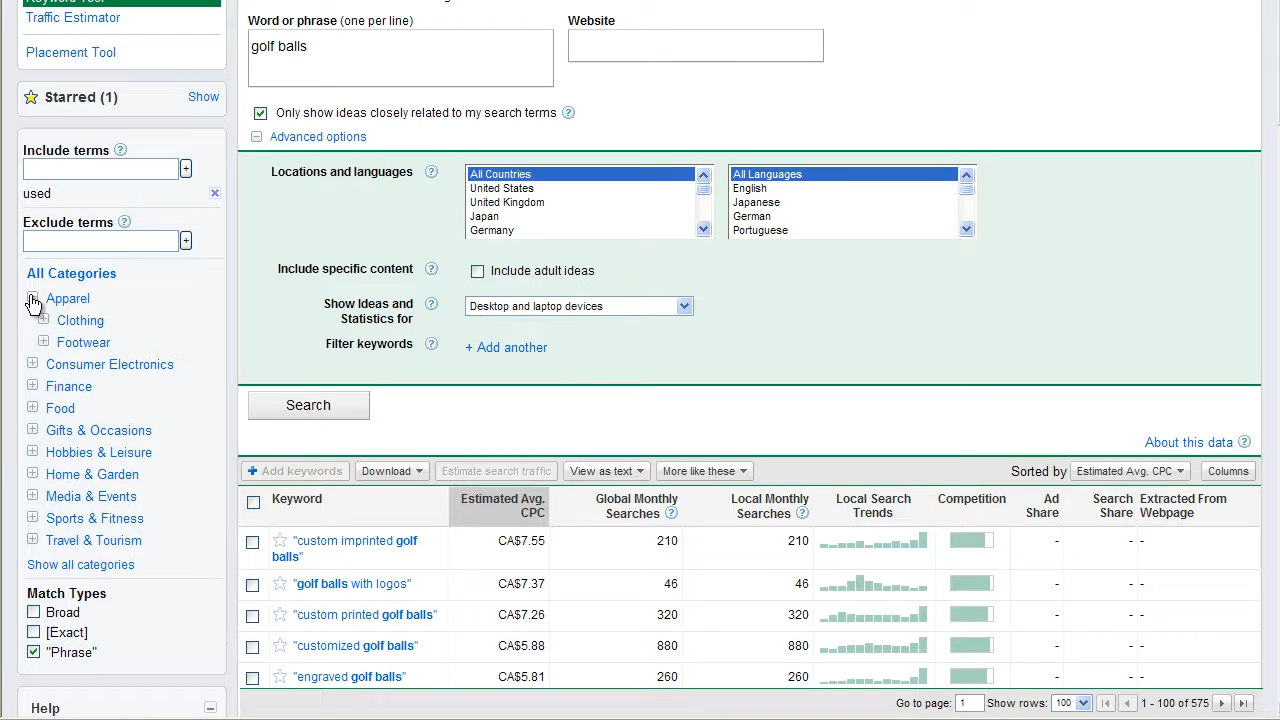 Keyword Tool
Traffic Estimator
Placement Tool
Starred (1) Show
Include terms ?
+
used
Exclude terms ?
+
All Categories
Apparel
Clothing
Footwear
Consumer Electronics
Finance
Food
Gifts & Occasions
Hobbies & Leisure
Home & Garden
Media & Events
Sports & Fitness
Travel & Tourism
Show all categories
Match Types
Broad
[Exact]
"Phrase"
Help
Word or phrase (one per line) Website
golf balls
Only show ideas closely related to my search terms ?
Advanced options
Locations and languages ?
All Countries
United States
United Kingdom
Japan
Germany
All Languages
English
Japanese
German
Portuguese
Include specific content ? Include adult ideas
Show Ideas and
Statistics for ? Desktop and laptop devices
Filter keywords ? + Add another
Search
About this data ?
+ Add keywords Download Estimate search traffic View as text More like these Sorted by Estimated Avg. CPC Columns
Keyword Estimated Avg. CPC Global Monthly Searches ? Local Monthly Searches ? Local Search Trends Competition Ad Share Search Share Extracted From Webpage
"custom imprinted golf balls" CA$7.55 210 210 - - -
"golf balls with logos" CA$7.37 46 46 - - -
"custom printed golf balls" CA$7.26 320 320 - - -
"customized golf balls" CA$5.88 880 880 - - -
"engraved golf balls" CA$5.81 260 260 - - -
Go to page: 1 Show rows: 100 1 - 100 of 575